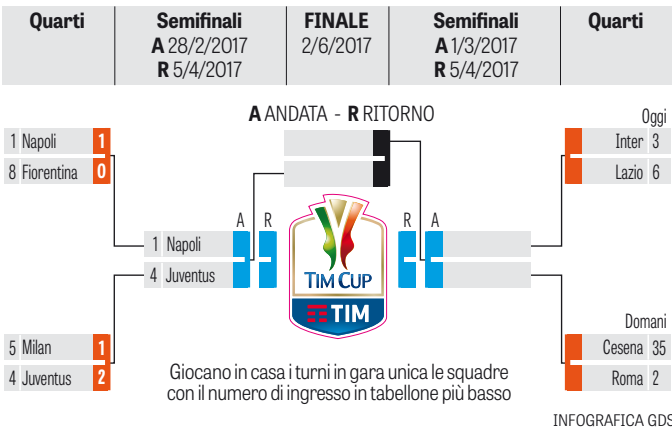 Quarti
Semifinali
A 28/2/2017
R 5/4/2017
FINALE
2/6/2017
Semifinali
A 1/3/2017
R 5/4/2017
Quarti
A ANDATA - R RITORNO
1 Napoli 1
8 Fiorentina 0
Oggi
Inter 3
Lazio 6
A R
R A
1 Napoli
4 Juventus
TIM CUP
TIM
5 Milan 1
4 Juventus 2
Domani
Cesena 35
Roma 2
Giocano in casa i turni in gara unica le squadre
con il numero di ingresso in tabellone più basso
INFOGRAFICA GDS